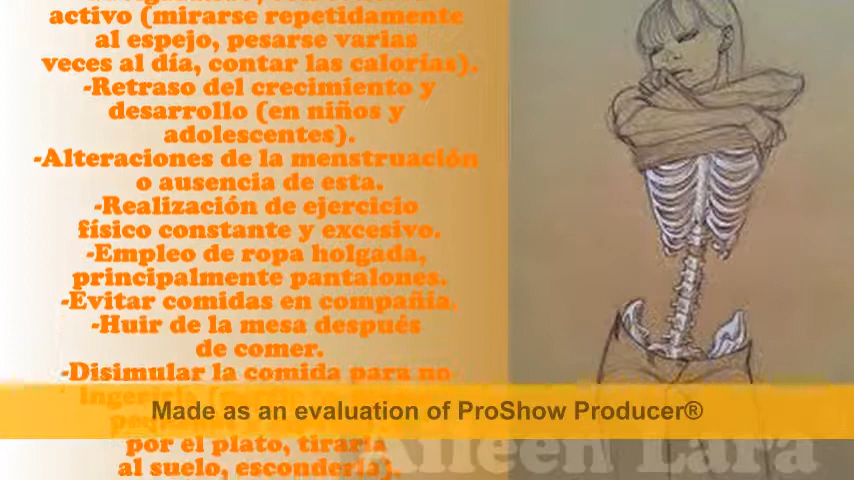 activo (mirarse repetidamente
al espejo, pesarse varias
veces al día, contar las calorías).
-Retraso del crecimiento y
desarrollo (en niños y
adolescentes).
-Alteraciones de la menstruación
o ausencia de esta.
-Realización de ejercicio
físico constante y excesivo.
-Empleo de ropa holgada,
principalmente pantalones.
-Evitar comidas en compañía.
-Huir de la mesa después
de comer.
-Disimular la comida para no
Made as an evaluation of ProShow Producer®
por el plato, tirarla
al suelo, esconderla).
Aileen Lara